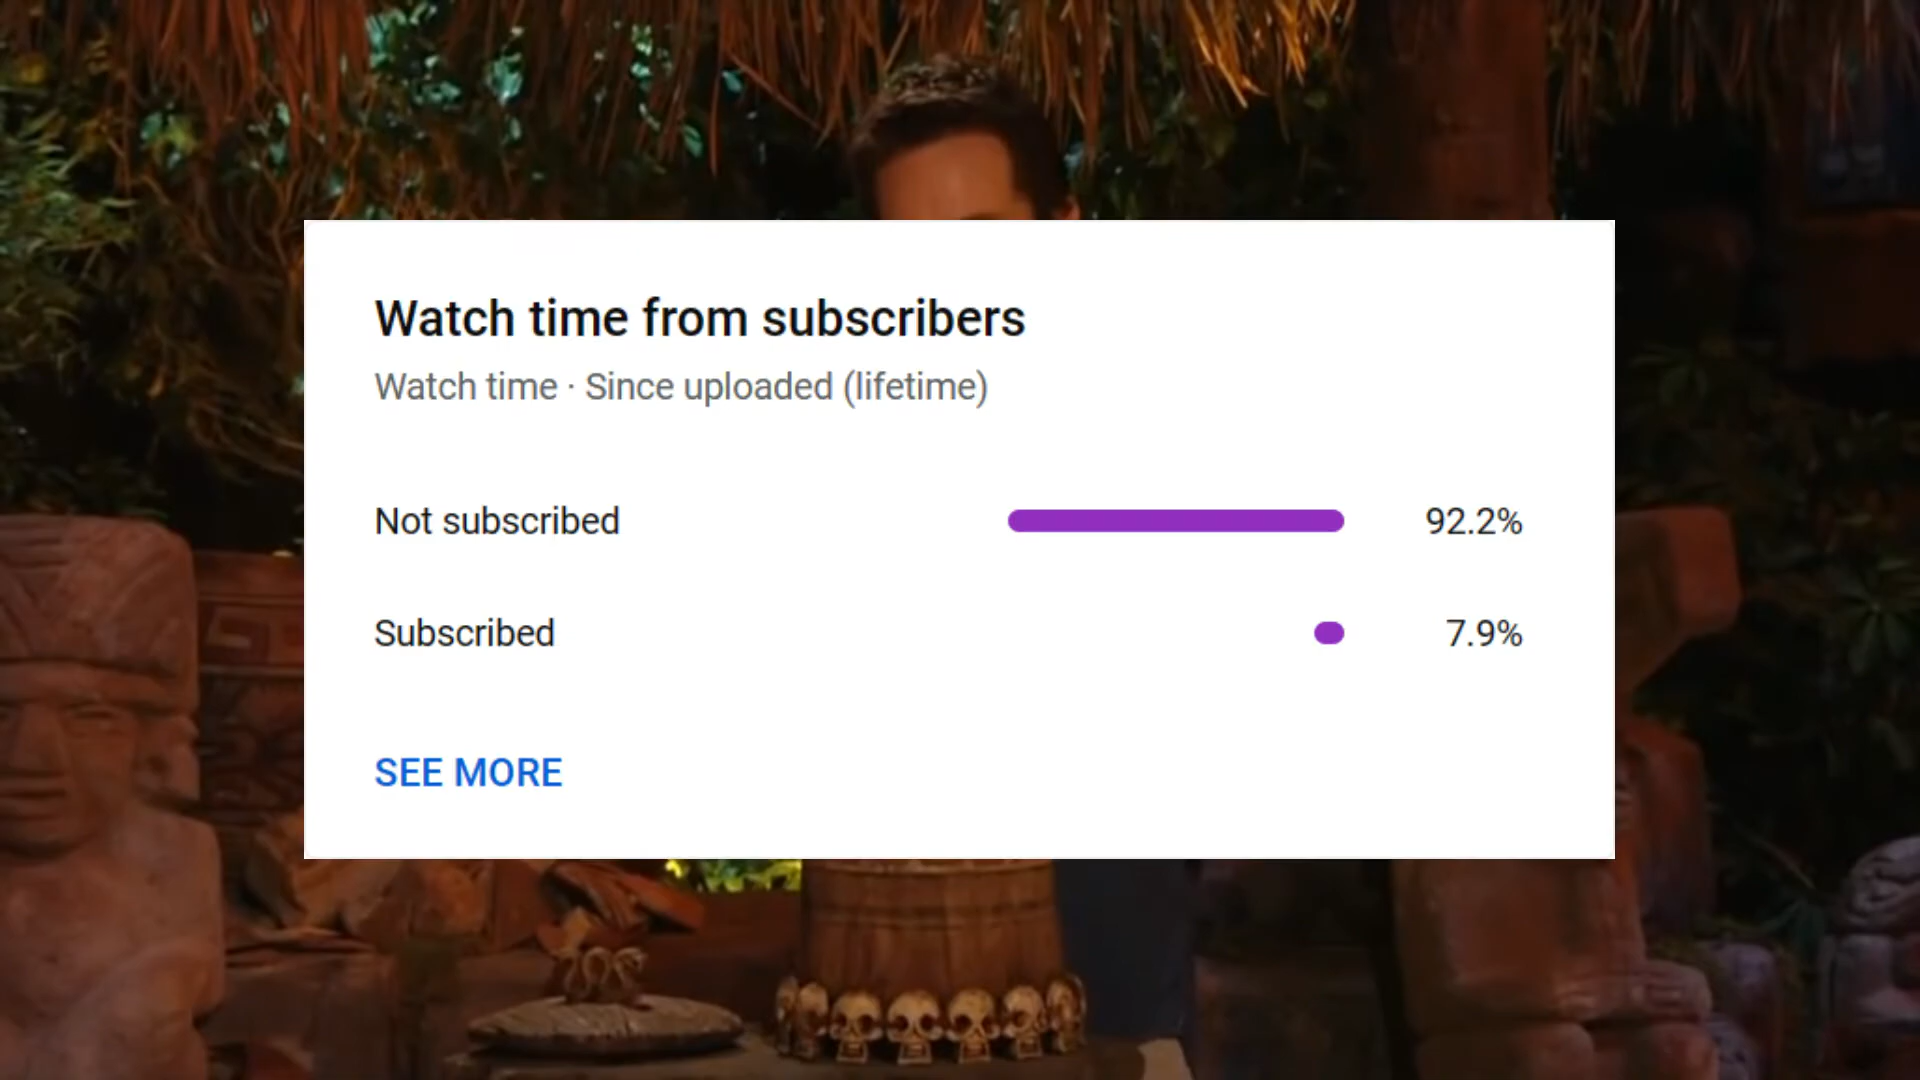 Watch time from subscribers
Watch time · Since uploaded (lifetime)
Not subscribed 92.2%
Subscribed 7.9%
SEE MORE